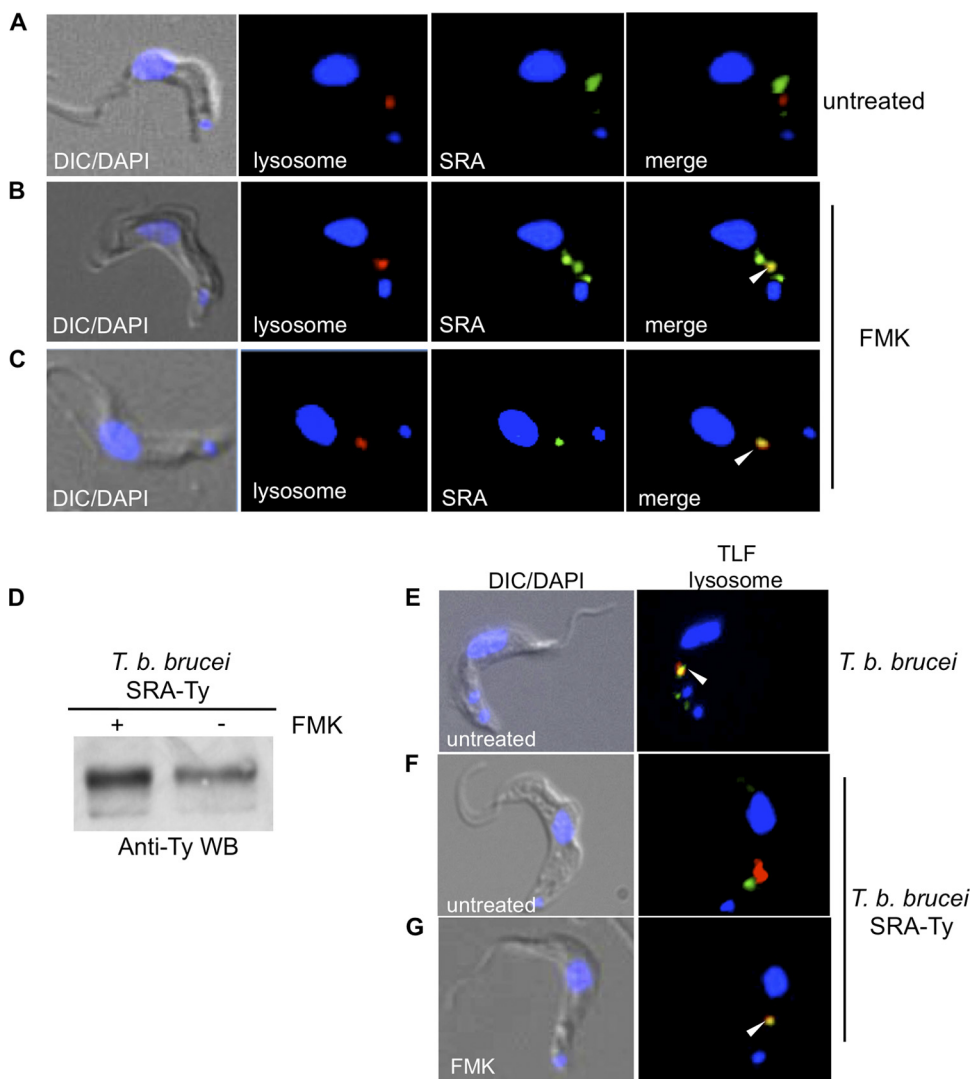 A
DIC/DAPI
lysosome
SRA
merge
untreated
B
DIC/DAPI
lysosome
SRA
merge
C
DIC/DAPI
lysosome
SRA
merge
FMK
D
T. b. brucei
SRA-Ty
+ - FMK
Anti-Ty WB
DIC/DAPI
TLF
lysosome
E
untreated
T. b. brucei
F
untreated
G
FMK
T. b. brucei
SRA-Ty